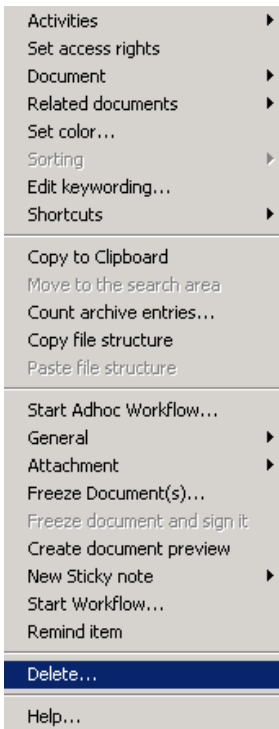 Activities
Set access rights
Document
Related documents
Set color...
Sorting
Edit keywording...
Shortcuts
Copy to Clipboard
Move to the search area
Count archive entries...
Copy file structure
Paste file structure
Start Adhoc Workflow...
General
Attachment
Freeze Document(s)...
Freeze document and sign it
Create document preview
New Sticky note
Start Workflow...
Remind item
Delete...
Help...